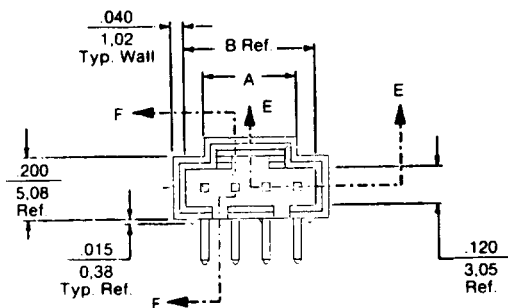 .040
1,02
Typ. Wall
B Ref.
A
F
E
E
.200
5,08
Ref.
.015
0,38
Typ. Ref.
.120
3,05
Ref.
F